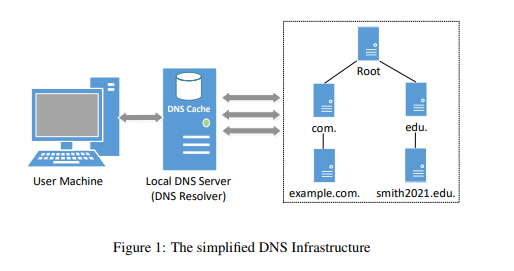 Root
DNS Cache
com.
edu.
User Machine
Local DNS Server
(DNS Resolver)
example.com.
smith2021.edu.
Figure 1: The simplified DNS Infrastructure